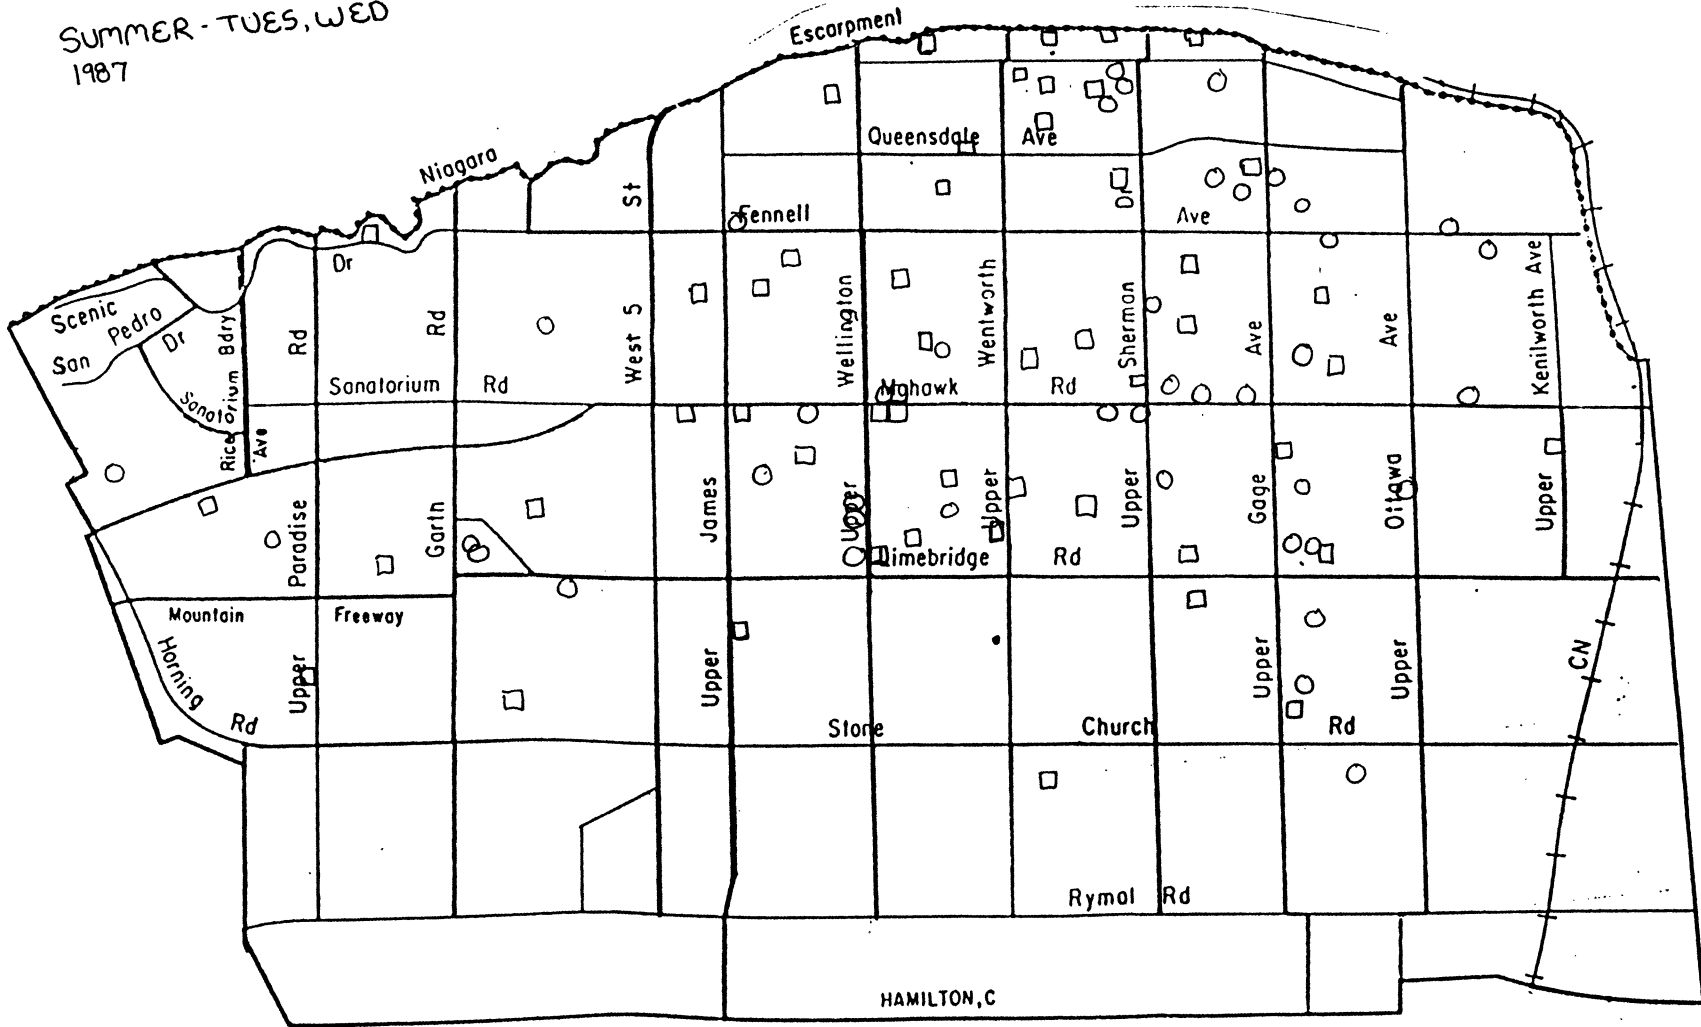 SUMMER - TUES, WED
1987
Escarpment
Niagara
Queensdale Ave
St
Dr
Fennell Ave
Dr
Scenic
San Pedro Dr
Sanatorium
Rice Bdry
Sanatorium Rd
Rd
Rd
West 5
Wellington
Wentworth
Sherman
Ave
Ave
Kenilworth Ave
Mohawk Rd
Ave
Paradise
Garth
James
Upper
Upper
Upper
Gage
Ottawa
Upper
Limebridge Rd
Mountain Freeway
Horning Rd
Upper
Upper
Upper
Upper
CN
Stone Church Rd
Rymal Rd
HAMILTON, C